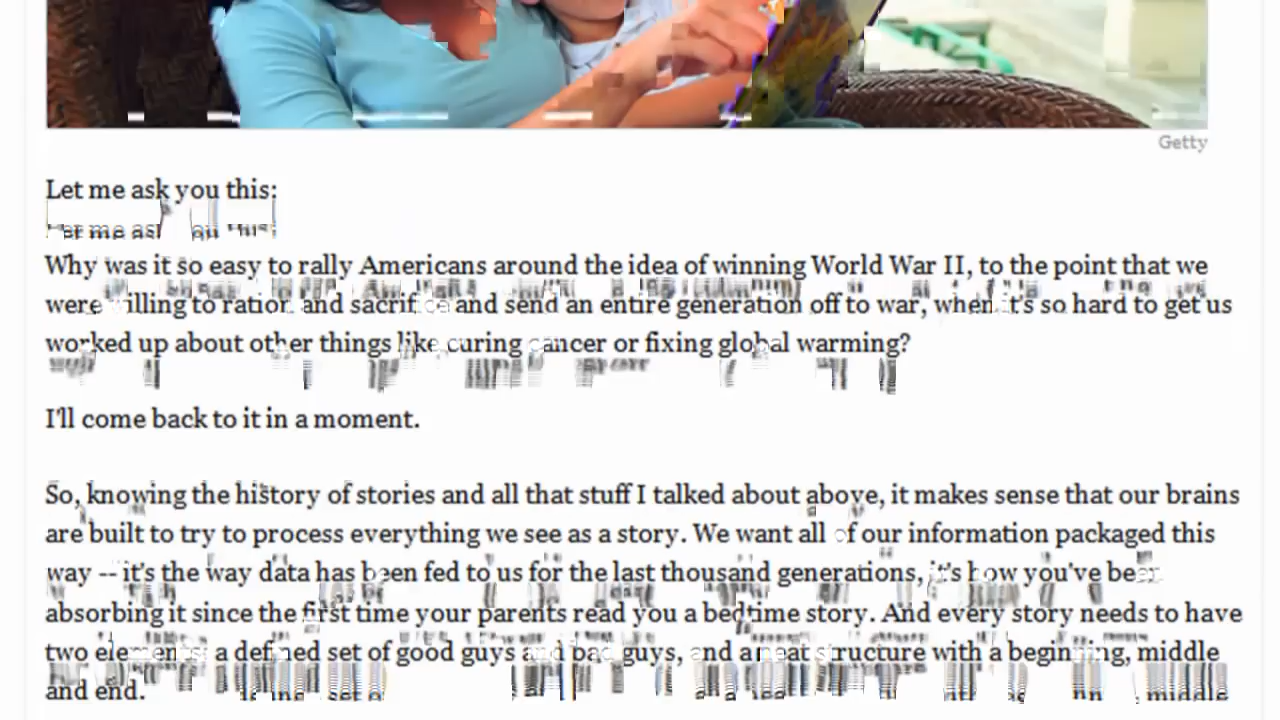 Getty
Let me ask you this:
Why was it so easy to rally Americans around the idea of winning World War II, to the point that we
were willing to ration and sacrifice and send an entire generation off to war, when it's so hard to get us
worked up about other things like curing cancer or fixing global warming?
I'll come back to it in a moment.
So, knowing the history of stories and all that stuff I talked about above, it makes sense that our brains
are built to try to process everything we see as a story. We want all of our information packaged this
way -- it's the way data has been fed to us for the last thousand generations, it's how you've been
absorbing it since the first time your parents read you a bedtime story. And every story needs to have
two elements: a defined set of good guys and bad guys, and a neat structure with a beginning, middle
and end.